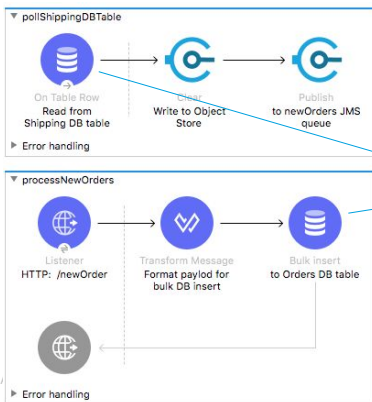 pollShippingDBTable
On Table Row
Clear
Publish
Read from
Write to Object
to newOrders JMS
Shipping DB table
Store
queue
Error handling
processNewOrders
Listener
Transform Message
Bulk insert
HTTP: /newOrder
Format paylod for
to Orders DB table
bulk DB insert
Error handling